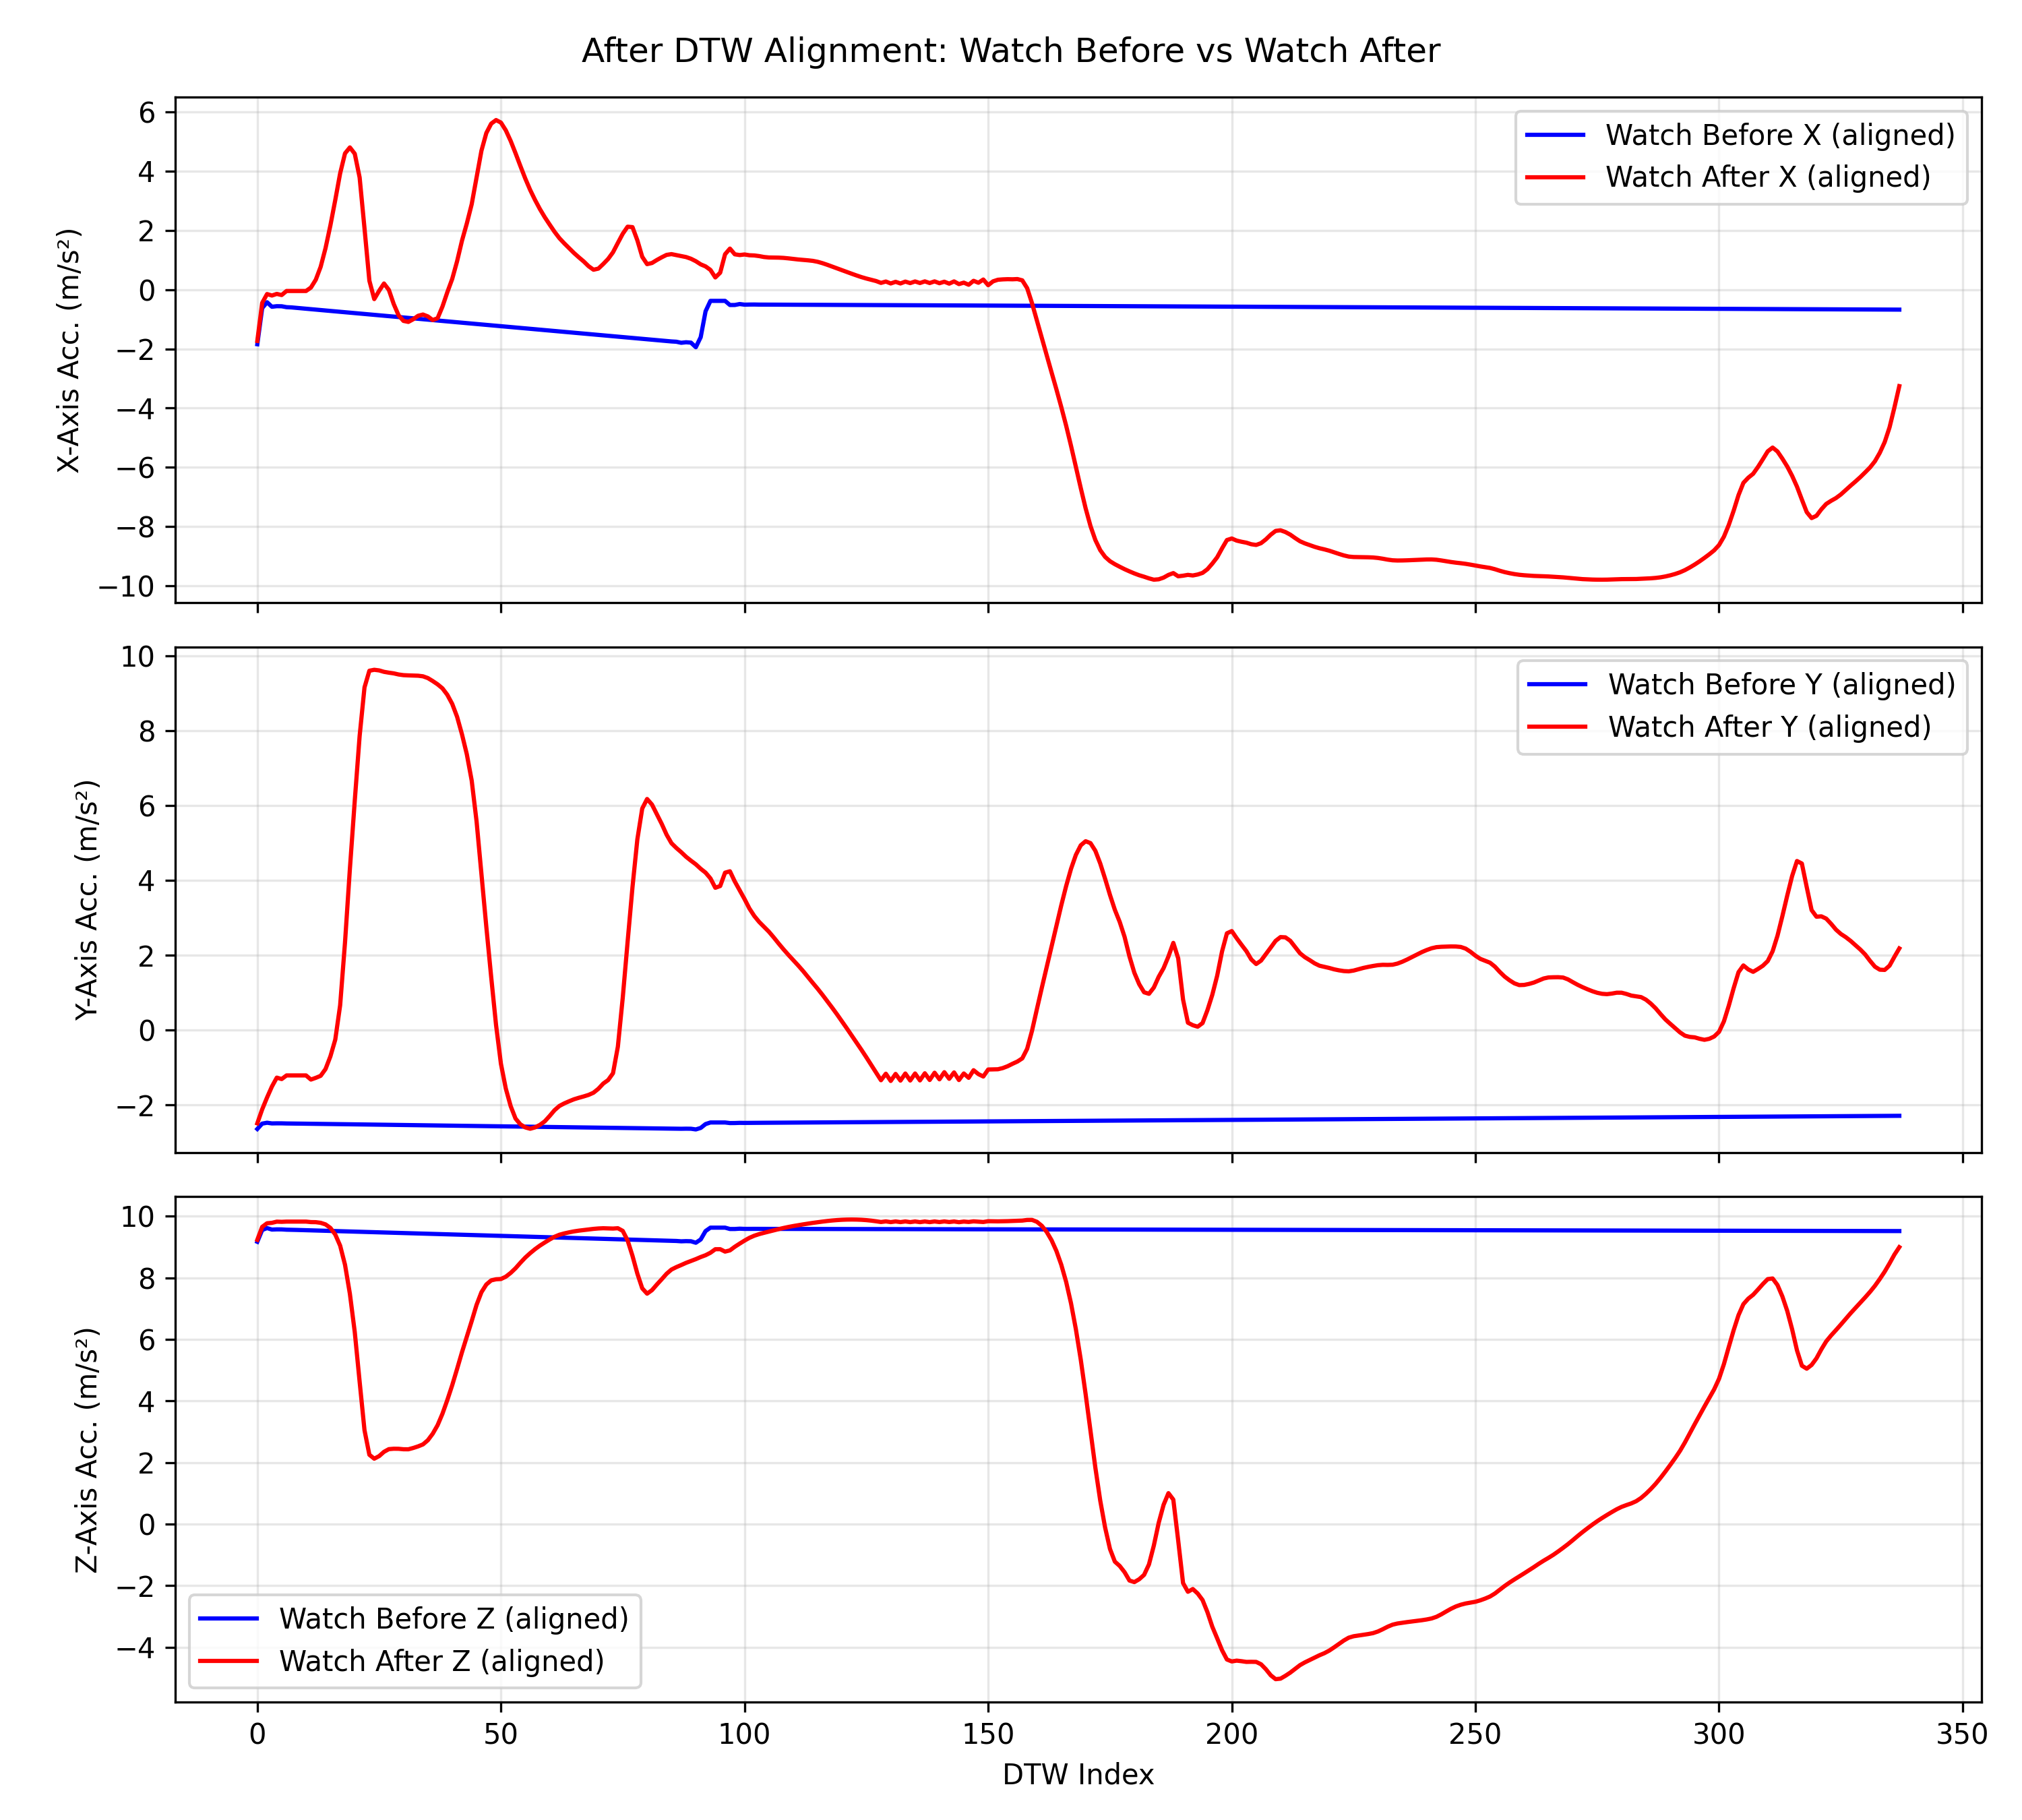 After DTW Alignment: Watch Before vs Watch After
X-Axis Acc. (m/s²)
6
4
2
0
−2
−4
−6
−8
−10
Watch Before X (aligned)
Watch After X (aligned)
Y-Axis Acc. (m/s²)
10
8
6
4
2
0
−2
Watch Before Y (aligned)
Watch After Y (aligned)
Z-Axis Acc. (m/s²)
10
8
6
4
2
0
−2
−4
Watch Before Z (aligned)
Watch After Z (aligned)
0 50 100 150 200 250 300 350
DTW Index